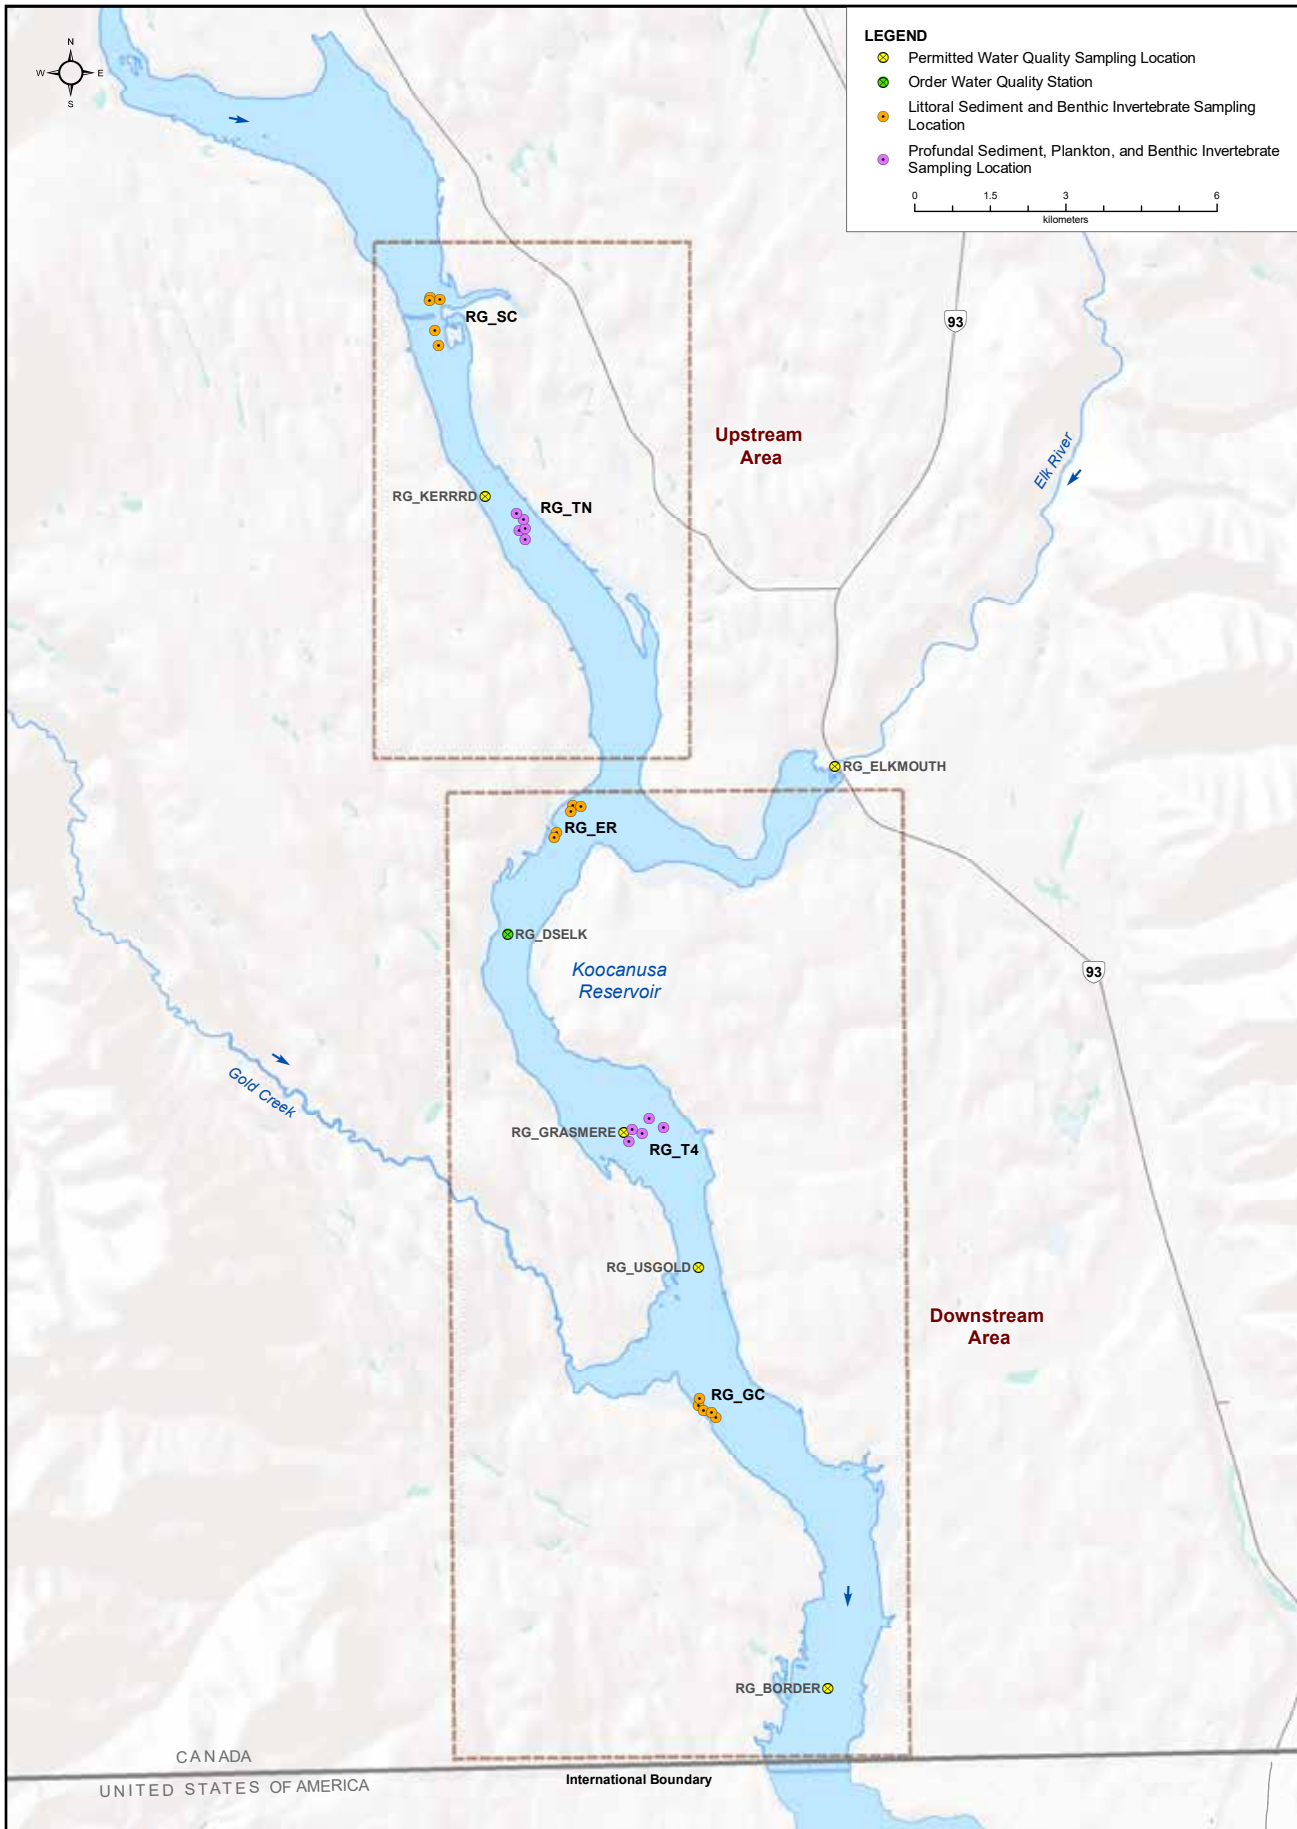 N
W E
S
LEGEND
Permitted Water Quality Sampling Location
Order Water Quality Station
Littoral Sediment and Benthic Invertebrate Sampling
Location
Profundal Sediment, Plankton, and Benthic Invertebrate
Sampling Location
0 1.5 3 6
kilometers
RG_SC
93
Upstream
Area
Elk River
RG_KERRRD
RG_TN
RG_ELKMOUTH
RG_ER
RG_DSELK
Koocanusa
Reservoir
93
Gold Creek
RG_GRASMERE
RG_T4
RG_USGOLD
Downstream
Area
RG_GC
RG_BORDER
CANADA
UNITED STATES OF AMERICA
International Boundary